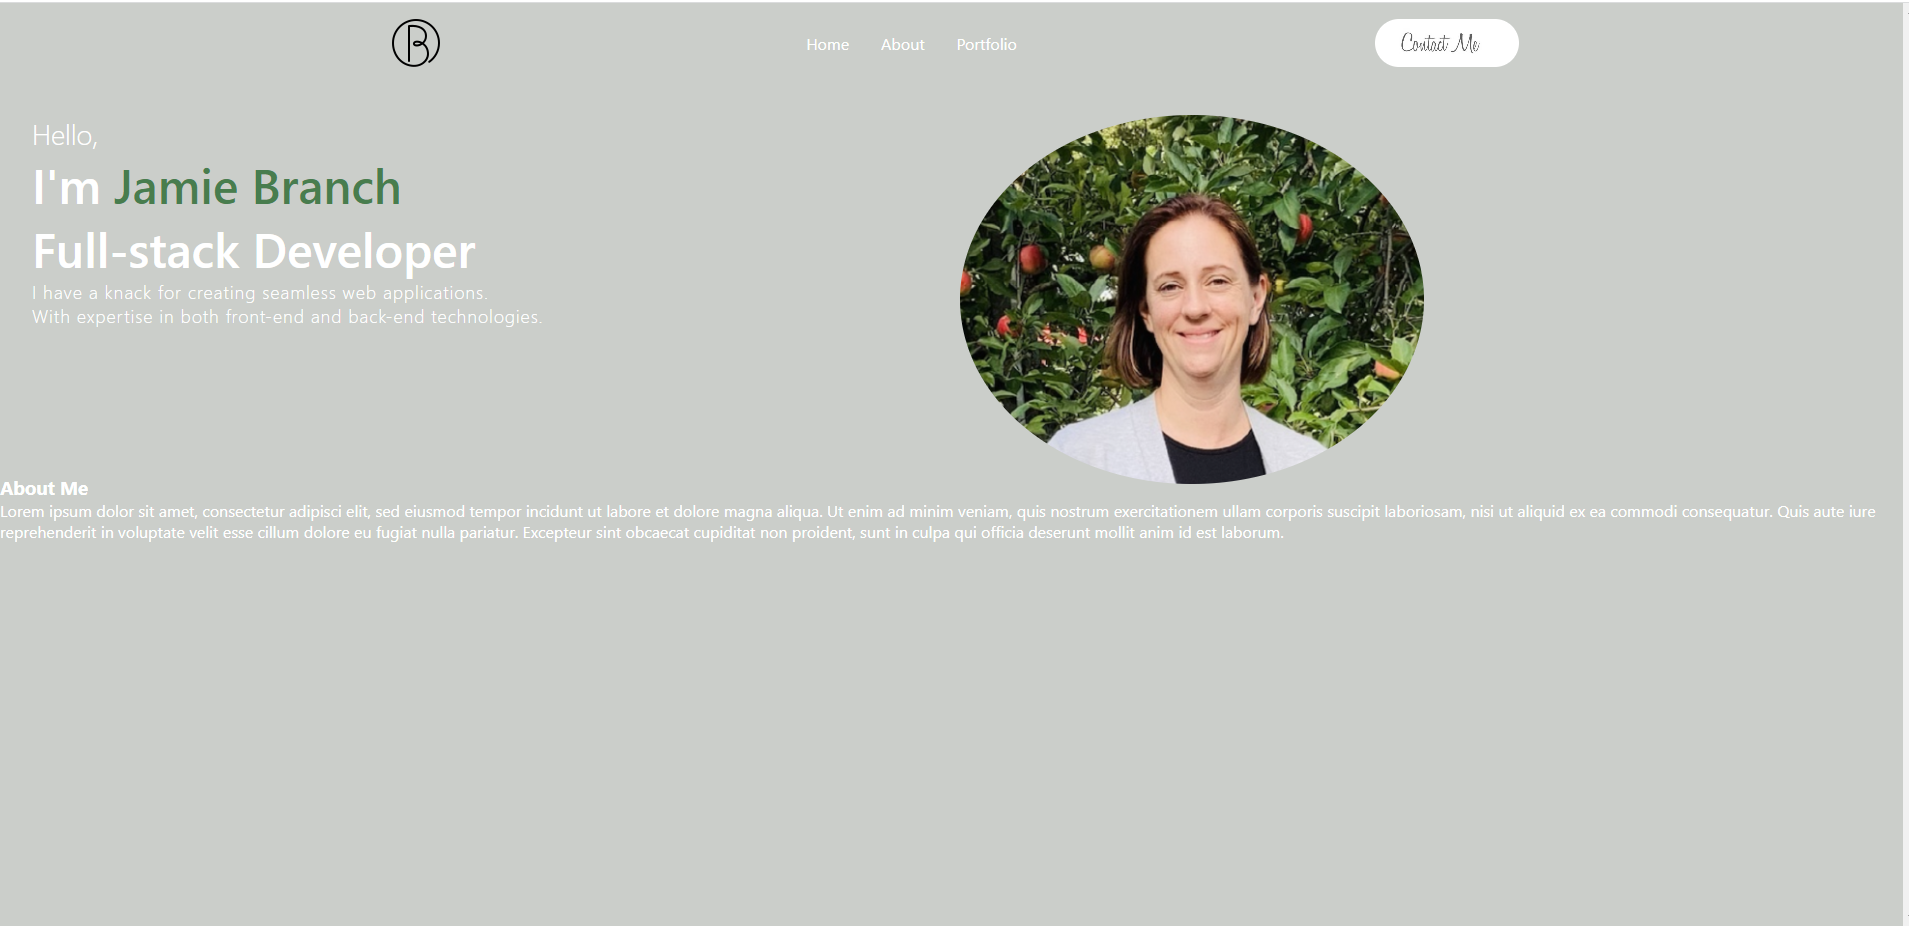 B
Home About Portfolio Contact Me
Hello,
I'm Jamie Branch
Full-stack Developer
I have a knack for creating seamless web applications.
With expertise in both front-end and back-end technologies.
About Me
Lorem ipsum dolor sit amet, consectetur adipisci elit, sed eiusmod tempor incidunt ut labore et dolore magna aliqua. Ut enim ad minim veniam, quis nostrum exercitationem ullam corporis suscipit laboriosam, nisi ut aliquid ex ea commodi consequatur. Quis aute iure
reprehenderit in voluptate velit esse cillum dolore eu fugiat nulla pariatur. Excepteur sint obcaecat cupiditat non proident, sunt in culpa qui officia deserunt mollit anim id est laborum.